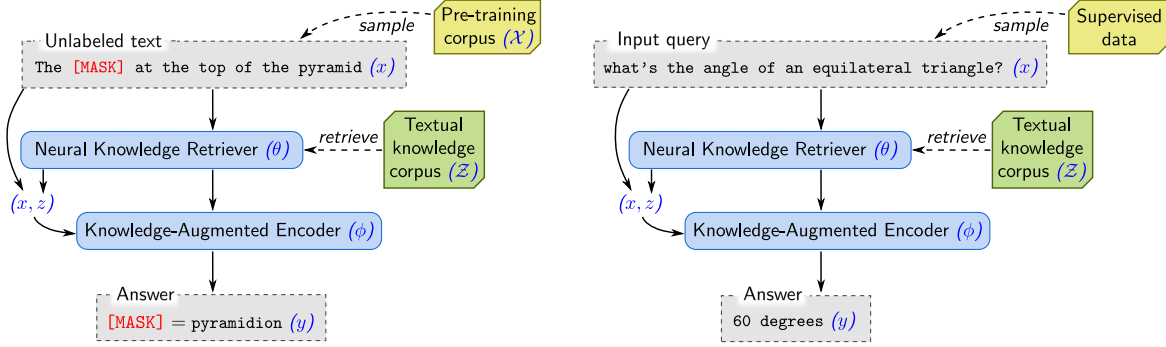 sample
Pre-training
corpus (𝒳)
Unlabeled text
The [MASK] at the top of the pyramid (x)
retrieve
Textual
knowledge
corpus (𝒵)
Neural Knowledge Retriever (θ)
(x, z)
Knowledge-Augmented Encoder (ϕ)
Answer
[MASK] = pyramidion (y)
sample
Supervised
data
Input query
what's the angle of an equilateral triangle? (x)
retrieve
Textual
knowledge
corpus (𝒵)
Neural Knowledge Retriever (θ)
(x, z)
Knowledge-Augmented Encoder (ϕ)
Answer
60 degrees (y)